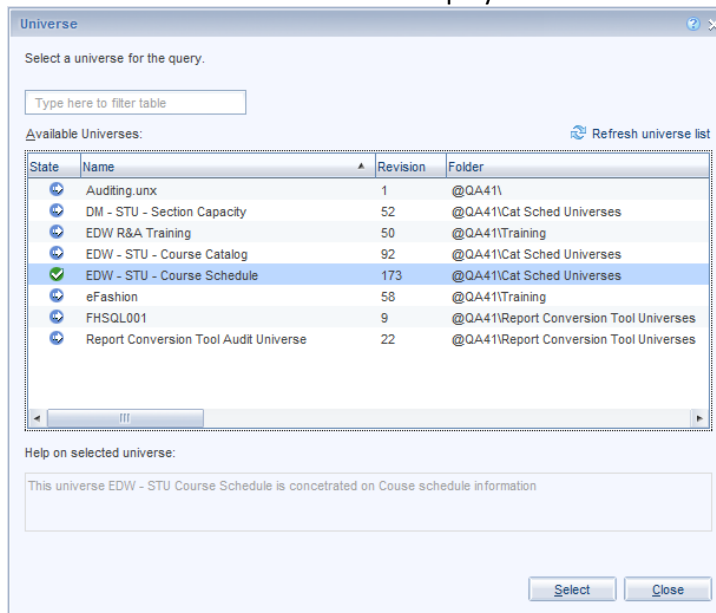 Universe
Select a universe for the query.
Type here to filter table
Available Universes: Refresh universe list
State Name Revision Folder
Auditing.unx 1 @QA41\
DM - STU - Section Capacity 52 @QA41\Cat Sched Universes
EDW R&A Training 50 @QA41\Training
EDW - STU - Course Catalog 92 @QA41\Cat Sched Universes
EDW - STU - Course Schedule 173 @QA41\Cat Sched Universes
eFashion 58 @QA41\Training
FHSQL001 9 @QA41\Report Conversion Tool Universes
Report Conversion Tool Audit Universe 22 @QA41\Report Conversion Tool Universes
Help on selected universe:
This universe EDW - STU Course Schedule is concetrated on Couse schedule information
Select Close